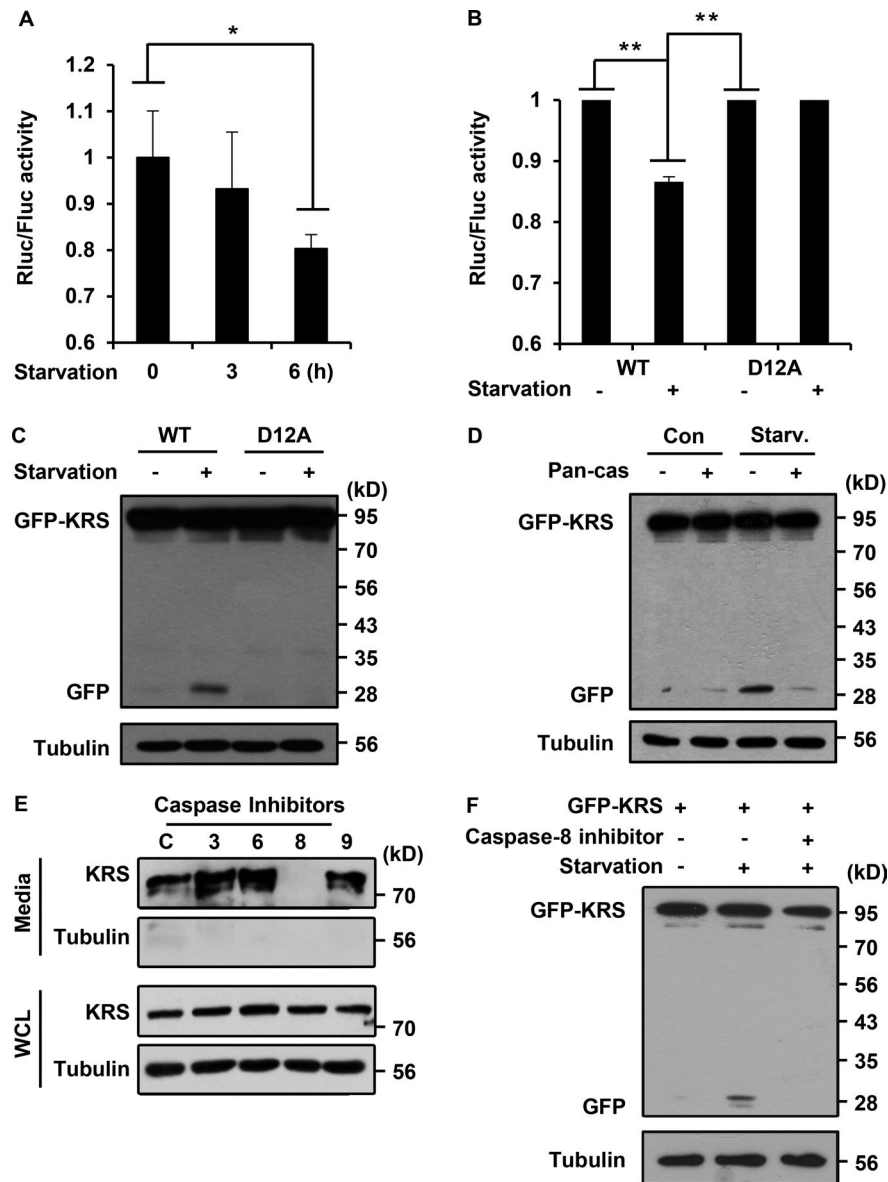 A
*
1.2
1.1
1
0.9
0.8
0.7
0.6
Rluc/Fluc activity
Starvation 0 3 6 (h)
B
** **
1
0.9
0.8
0.7
0.6
Rluc/Fluc activity
WT D12A
Starvation - + - +
C
WT D12A
Starvation - + - +
(kD)
GFP-KRS
95
70
56
43
35
28
GFP
Tubulin 56
D
Con Starv.
Pan-cas - + - +
(kD)
GFP-KRS
95
70
56
43
35
28
GFP
Tubulin 56
E
Caspase Inhibitors
C 3 6 8 9
(kD)
Media
KRS
70
Tubulin 56
WCL
KRS
70
Tubulin 56
F
GFP-KRS + + +
Caspase-8 inhibitor - - +
Starvation - + +
(kD)
GFP-KRS
95
70
56
43
35
28
GFP
Tubulin 56